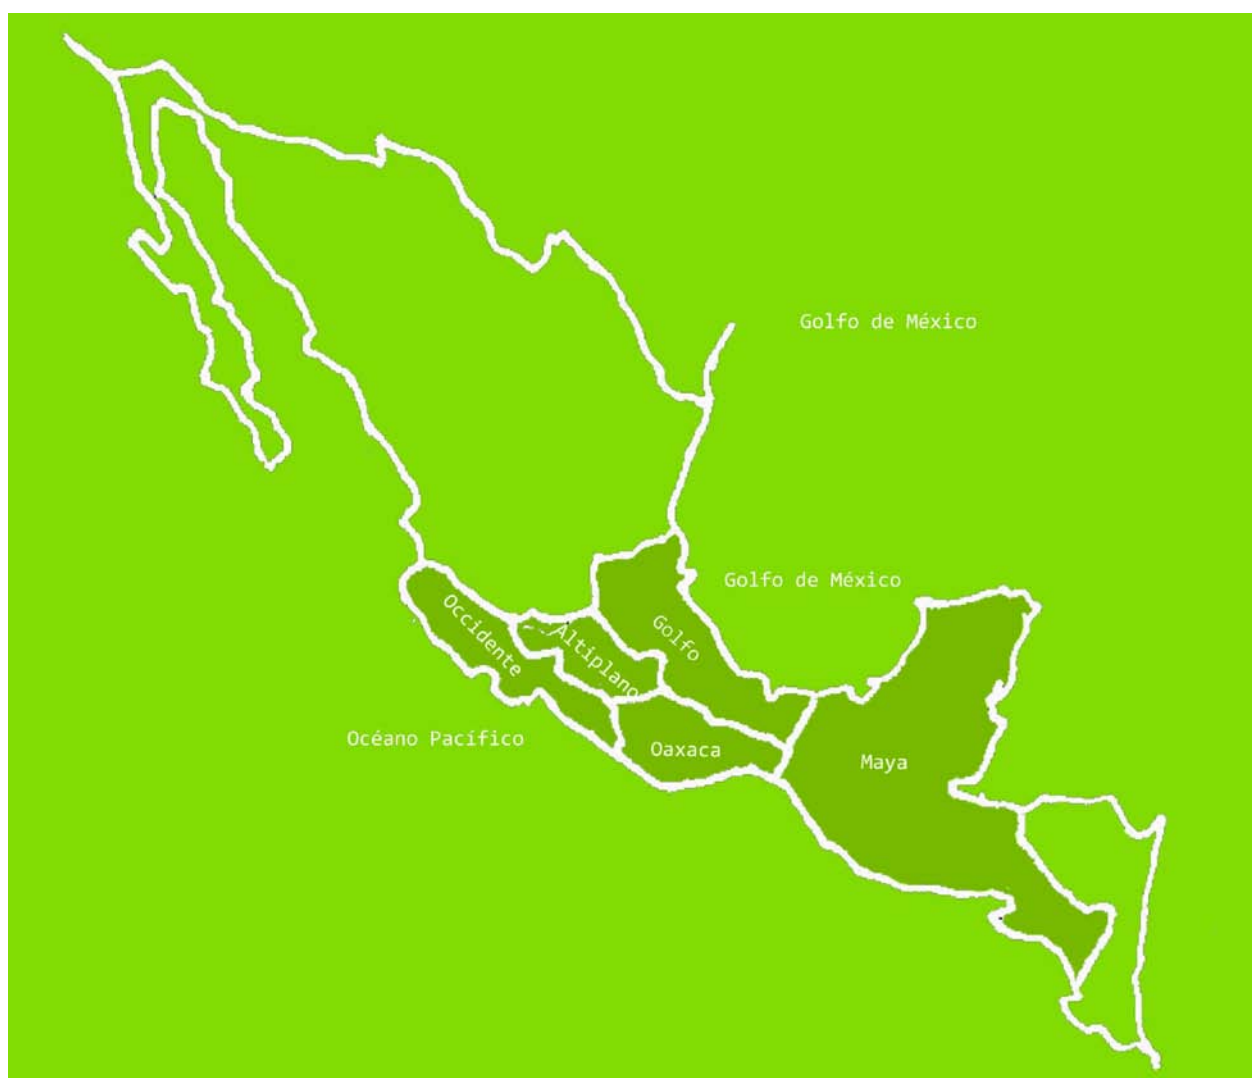 Golfo de México
Golfo de México
Occidente
Altiplano
Golfo
Océano Pacífico
Oaxaca
Maya